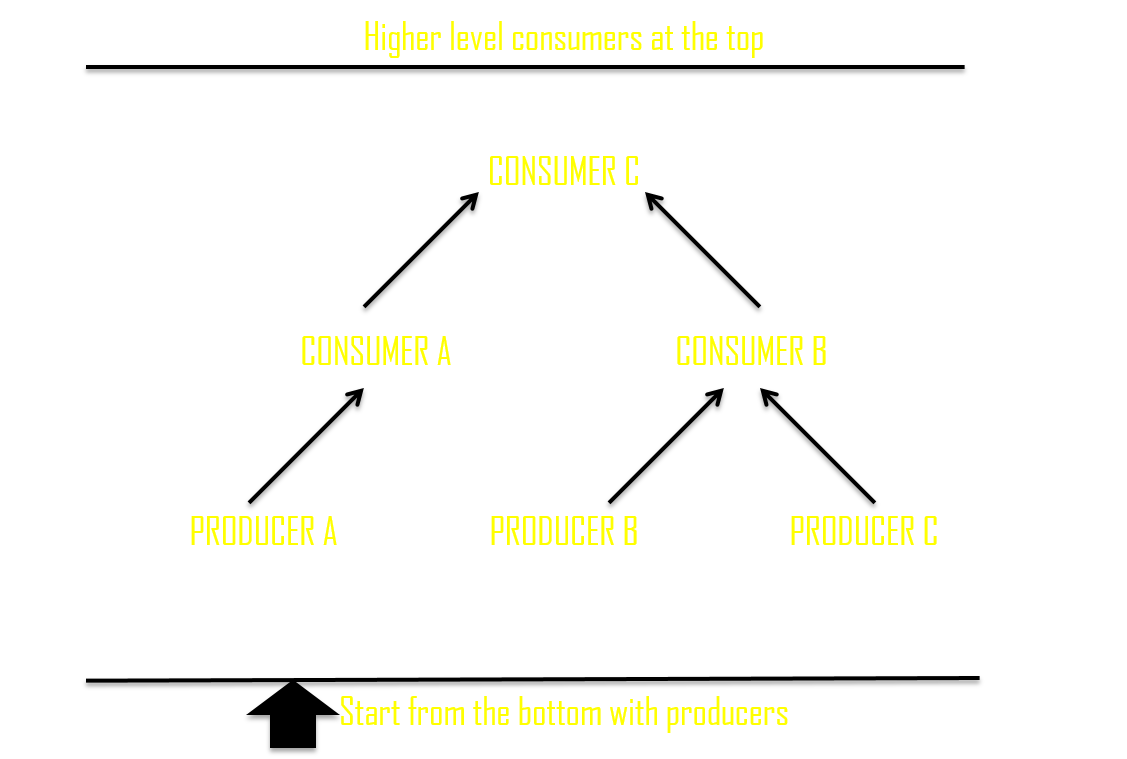 Higher level consumers at the top
CONSUMER C
CONSUMER A
CONSUMER B
PRODUCER A
PRODUCER B
PRODUCER C
Start from the bottom with producers